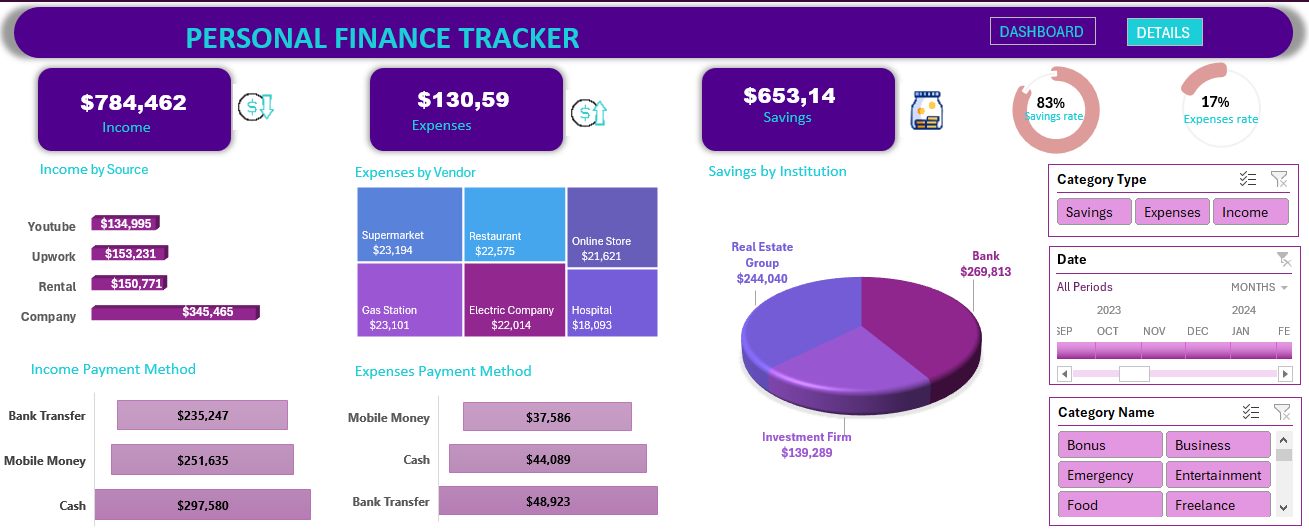 PERSONAL FINANCE TRACKER
DASHBOARD
DETAILS
$784,462
Income
$130,59
Expenses
$653,14
Savings
83%
Savings rate
17%
Expenses rate
Income by Source
Youtube
$134,995
Upwork
$153,231
Rental
$150,771
Company
$345,465
Expenses by Vendor
Supermarket
$23,194
Restaurant
$22,575
Online Store
$21,621
Gas Station
$23,101
Electric Company
$22,014
Hospital
$18,093
Savings by Institution
Real Estate
Group
$244,040
Bank
$269,813
Investment Firm
$139,289
Income Payment Method
Bank Transfer
$235,247
Mobile Money
$251,635
Cash
$297,580
Expenses Payment Method
Mobile Money
$37,586
Cash
$44,089
Bank Transfer
$48,923
Category Type
Savings
Expenses
Income
Date
All Periods
MONTHS
2023
2024
SEP
OCT
NOV
DEC
JAN
FE
Category Name
Bonus
Business
Emergency
Entertainment
Food
Freelance